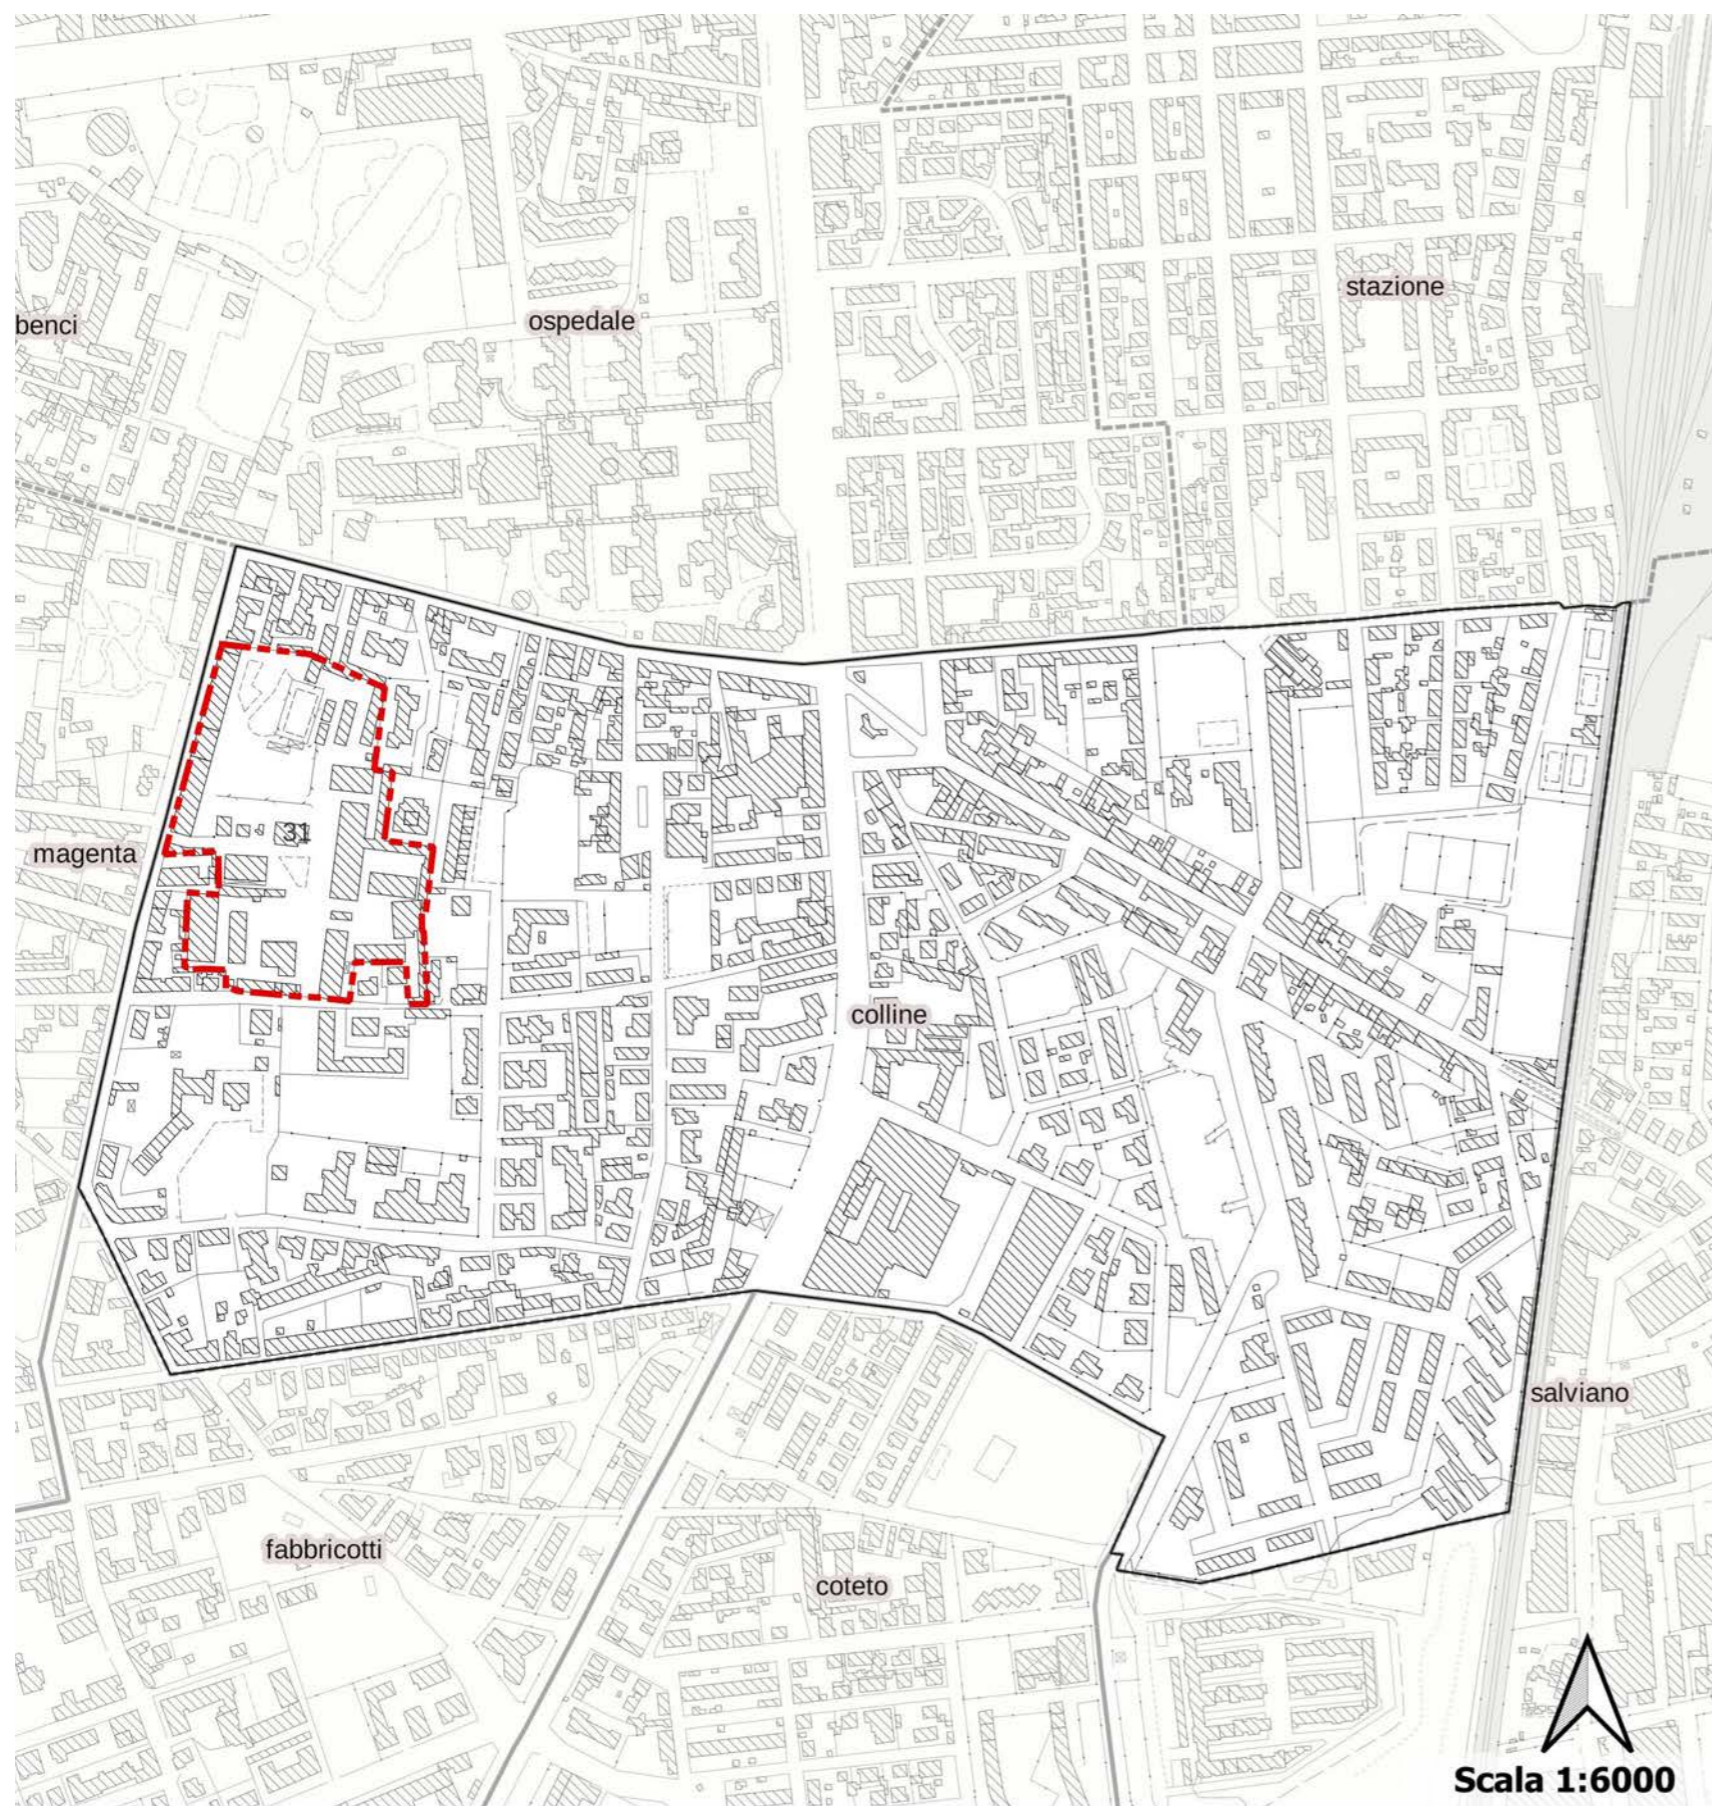 stazione
benci
ospedale
31
magenta
colline
salviano
fabbricotti
coteto
Scala 1:6000